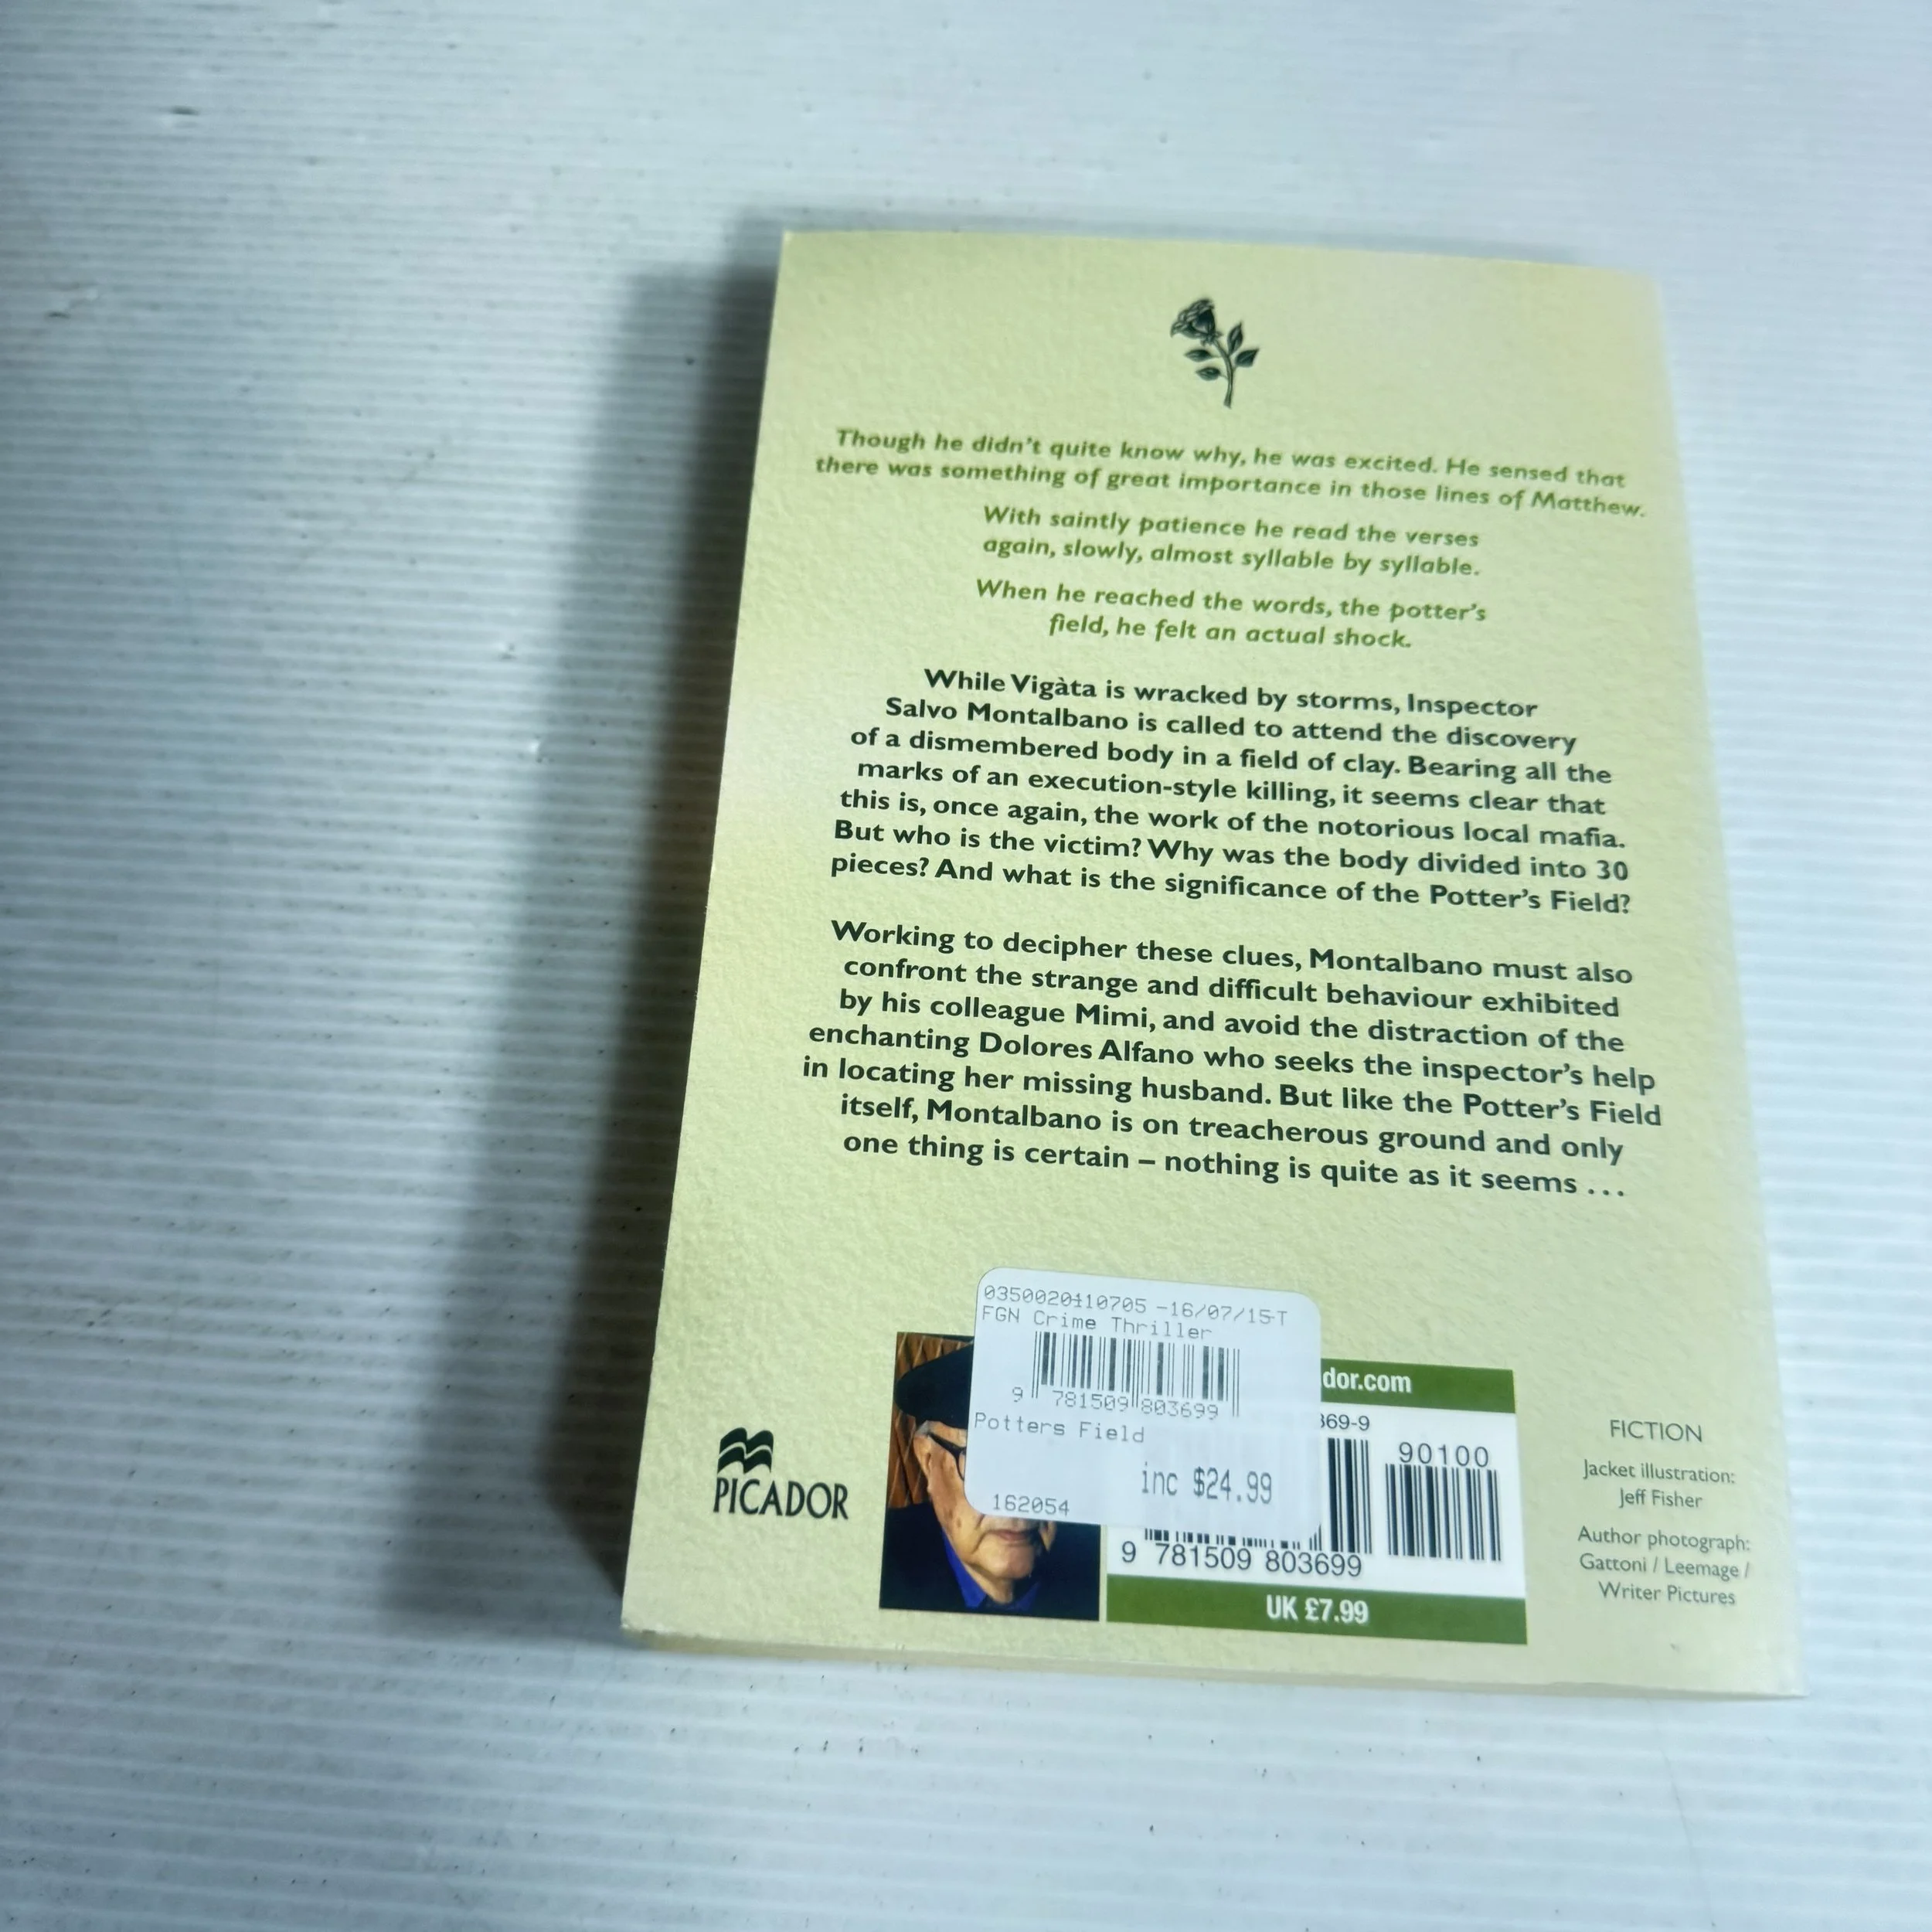 Though he didn't quite know why, he was excited. He sensed that
there was something of great importance in those lines of Matthew.
With saintly patience he read the verses
again, slowly, almost syllable by syllable.
When he reached the words, the potter's
field, he felt an actual shock.
While Vigàta is wracked by storms, Inspector
Salvo Montalbano is called to attend the discovery
of a dismembered body in a field of clay. Bearing all the
marks of an execution-style killing, it seems clear that
this is, once again, the work of the notorious local mafia.
But who is the victim? Why was the body divided into 30
pieces? And what is the significance of the Potter's Field?
Working to decipher these clues, Montalbano must also
confront the strange and difficult behaviour exhibited
by his colleague Mimi, and avoid the distraction of the
enchanting Dolores Alfano who seeks the inspector's help
in locating her missing husband. But like the Potter's Field
itself, Montalbano is on treacherous ground and only
one thing is certain – nothing is quite as it seems . . .
0350020410705 -16/07/15-T
FGN Crime Thriller
9 781509 803699
Potters Field
inc $24.99
162054
PICADOR
dor.com
369-9
90100
9 781509 803699
UK £7.99
FICTION
Jacket illustration:
Jeff Fisher
Author photograph:
Gattoni / Leemage /
Writer Pictures